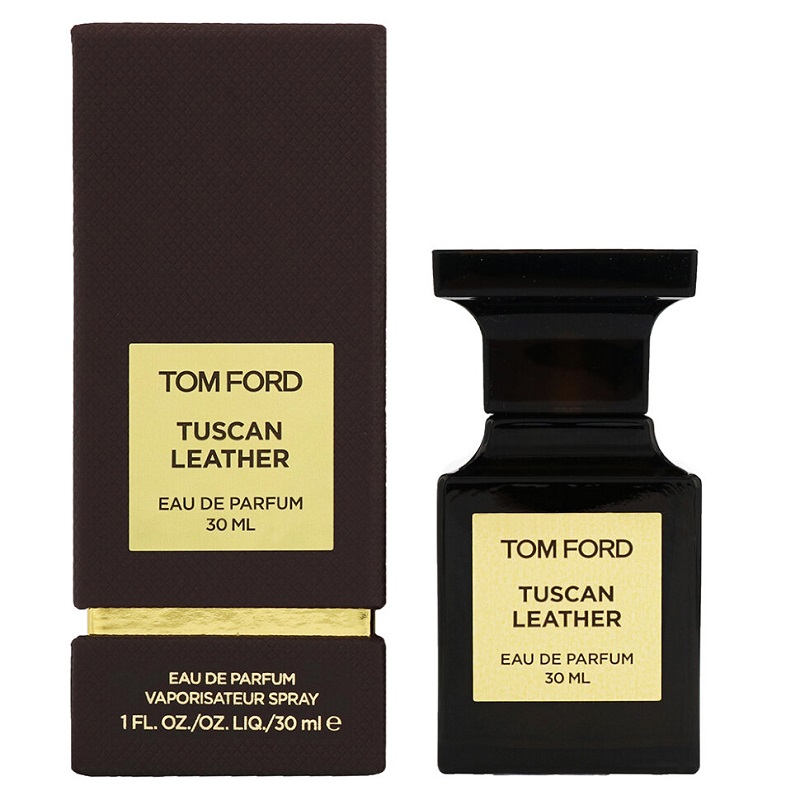 TOM FORD
TUSCAN
LEATHER
EAU DE PARFUM
30 ML
EAU DE PARFUM
VAPORISATEUR SPRAY
1 FL. OZ./OZ. LIQ./30 ml ℮
TOM FORD
TUSCAN
LEATHER
EAU DE PARFUM
30 ML